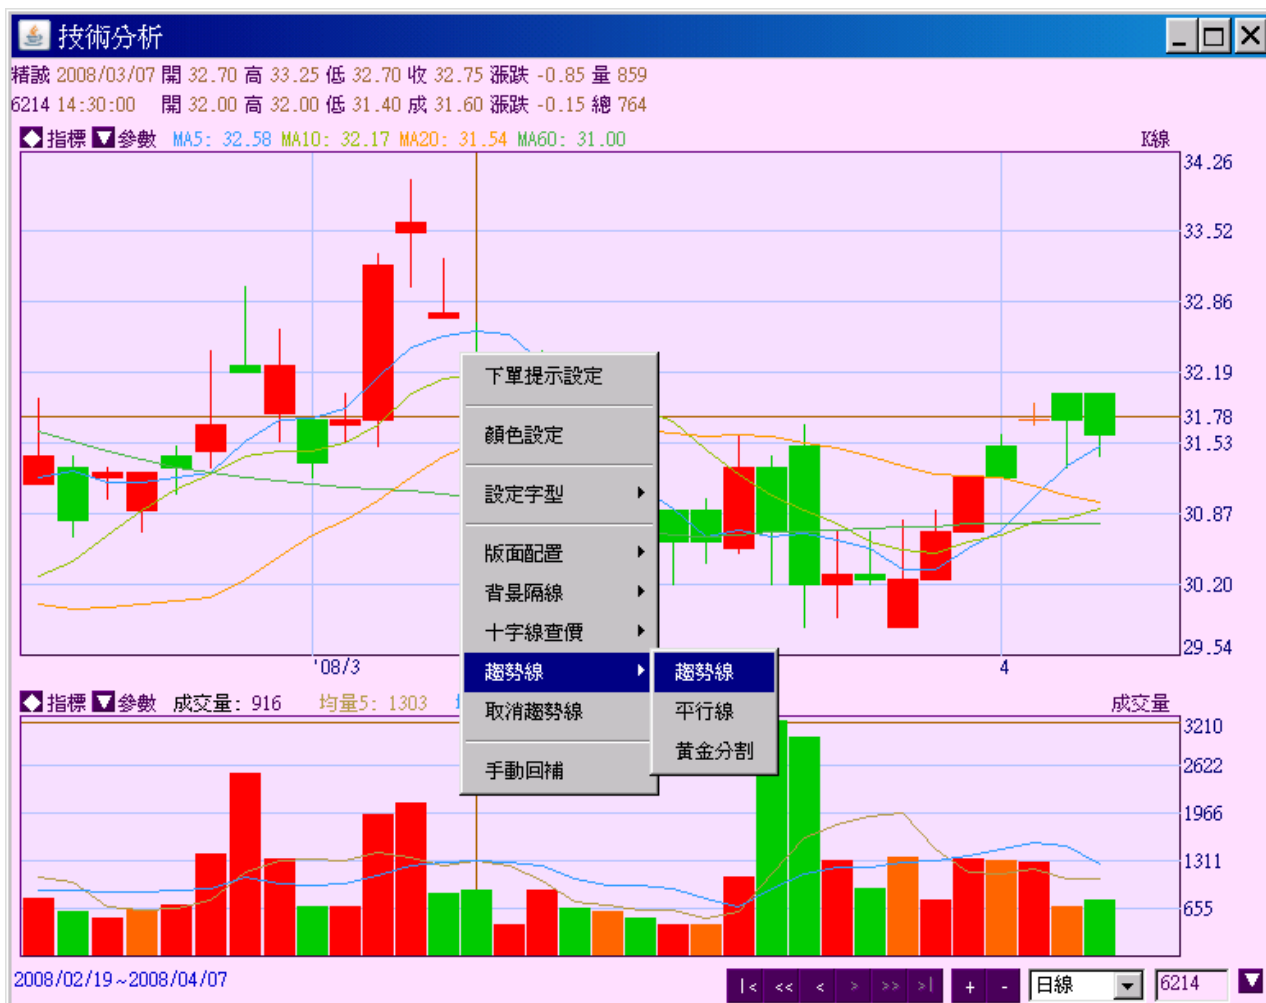 技術分析
精誠 2008/03/07 開 32.70 高 33.25 低 32.70 收 32.75 漲跌 -0.85 量 859
6214 14:30:00 開 32.00 高 32.00 低 31.40 成 31.60 漲跌 -0.15 總 764
指標 參數 MA5: 32.58 MA10: 32.17 MA20: 31.54 MA60: 31.00 K線
34.26
33.52
32.86
32.19
31.78
31.53
30.87
30.20
29.54
下單提示設定
顏色設定
設定字型
版面配置
背景隔線
十字線查價
趨勢線
取消趨勢線
手動回補
趨勢線
平行線
黃金分割
'08/3 4
指標 參數 成交量: 916 均量5: 1303 成交量
3210
2622
1966
1311
655
2008/02/19~2008/04/07 |< << < > >> >| + - 日線 6214